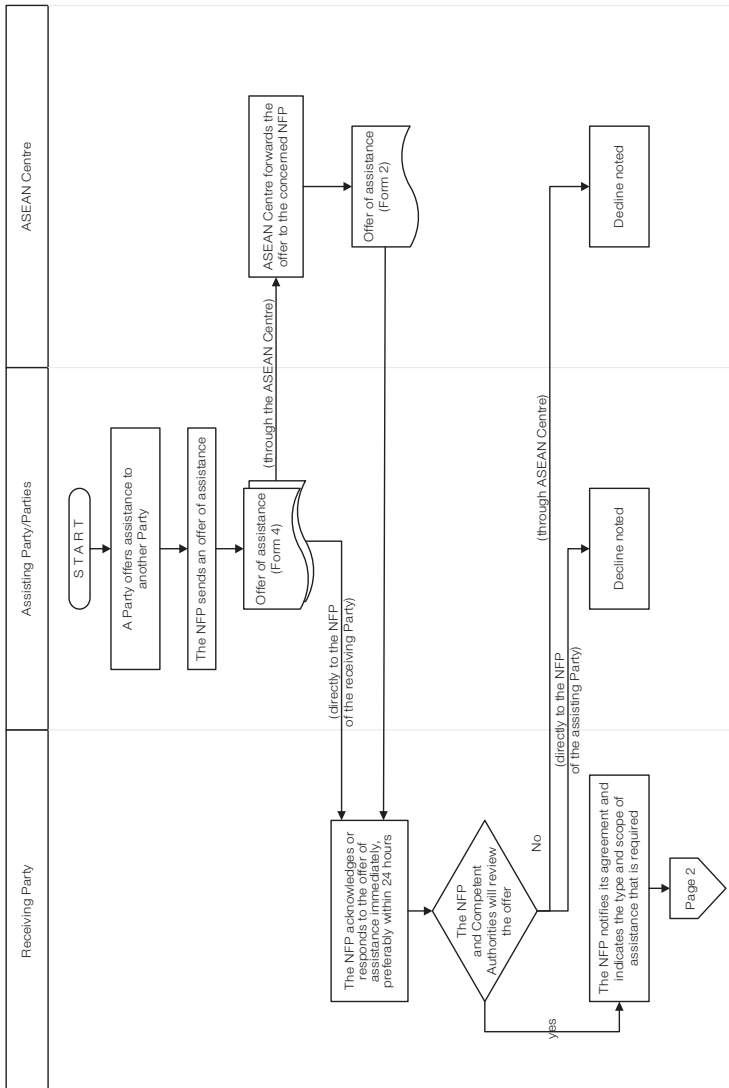 Receiving Party
Assisting Party/Parties
ASEAN Centre
START
A Party offers assistance to
another Party
The NFP sends an offer of assistance
Offer of assistance
(Form 4)
(through the ASEAN Centre)
ASEAN Centre forwards the
offer to the concerned NFP
Offer of assistance
(Form 2)
(directly to the NFP
of the receiving Party)
The NFP acknowledges or
responds to the offer of
assistance immediately,
preferably within 24 hours
The NFP
and Competent
Authorities will review
the offer
No
(through ASEAN Centre)
(directly to the NFP
of the assisting Party)
Decline noted
Decline noted
yes
The NFP notifies its agreement and
indicates the type and scope of
assistance that is required
Page 2